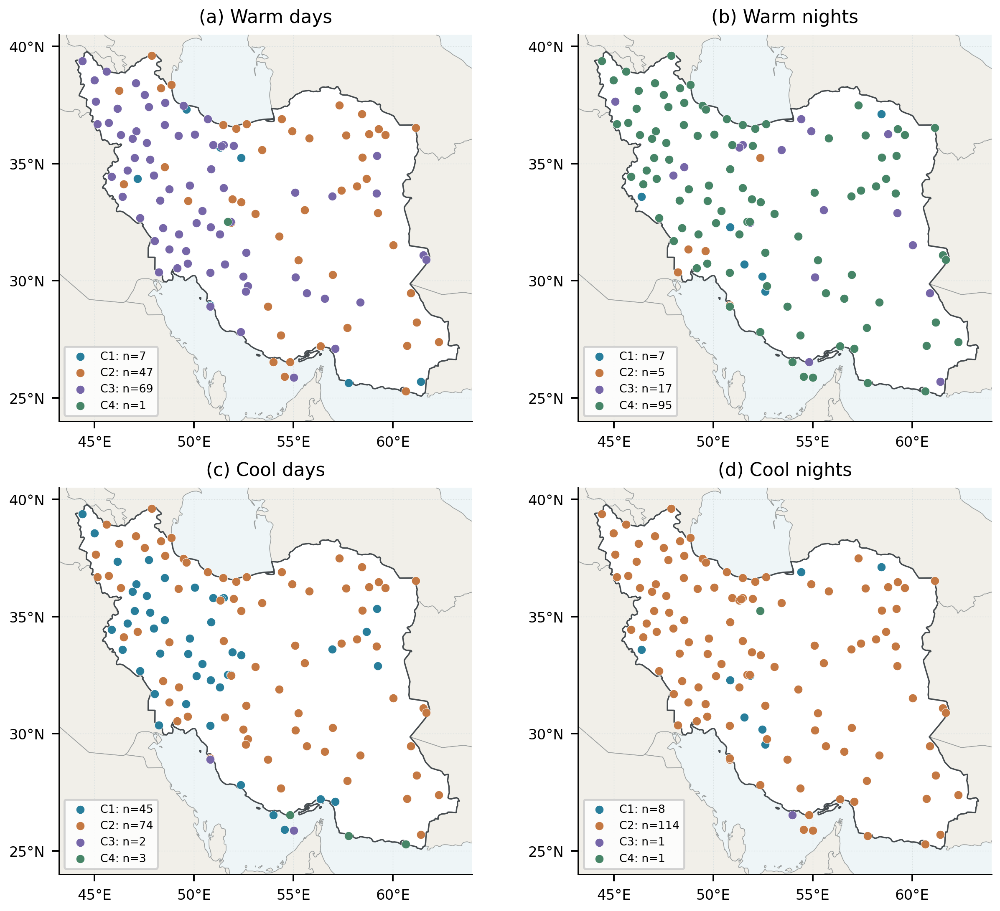 (a) Warm days
40°N
35°N
30°N
25°N
C1: n=7
C2: n=47
C3: n=69
C4: n=1
45°E 50°E 55°E 60°E
(b) Warm nights
40°N
35°N
30°N
25°N
C1: n=7
C2: n=5
C3: n=17
C4: n=95
45°E 50°E 55°E 60°E
(c) Cool days
40°N
35°N
30°N
25°N
C1: n=45
C2: n=74
C3: n=2
C4: n=3
45°E 50°E 55°E 60°E
(d) Cool nights
40°N
35°N
30°N
25°N
C1: n=8
C2: n=114
C3: n=1
C4: n=1
45°E 50°E 55°E 60°E